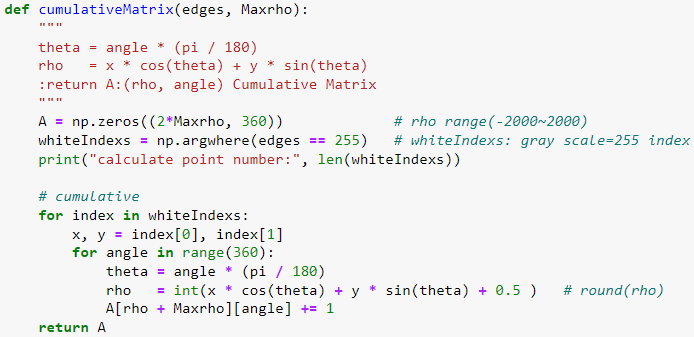 def cumulativeMatrix(edges, Maxrho):
    """
    theta = angle * (pi / 180)
    rho   = x * cos(theta) + y * sin(theta)
    :return A:(rho, angle) Cumulative Matrix
    """
    A = np.zeros((2*Maxrho, 360))           # rho range(-2000~2000)
    whiteIndexs = np.argwhere(edges == 255)   # whiteIndexs: gray scale=255 index
    print("calculate point number:", len(whiteIndexs))

    # cumulative
    for index in whiteIndexs:
        x, y = index[0], index[1]
        for angle in range(360):
            theta = angle * (pi / 180)
            rho   = int(x * cos(theta) + y * sin(theta) + 0.5 )   # round(rho)
            A[rho + Maxrho][angle] += 1
    return A